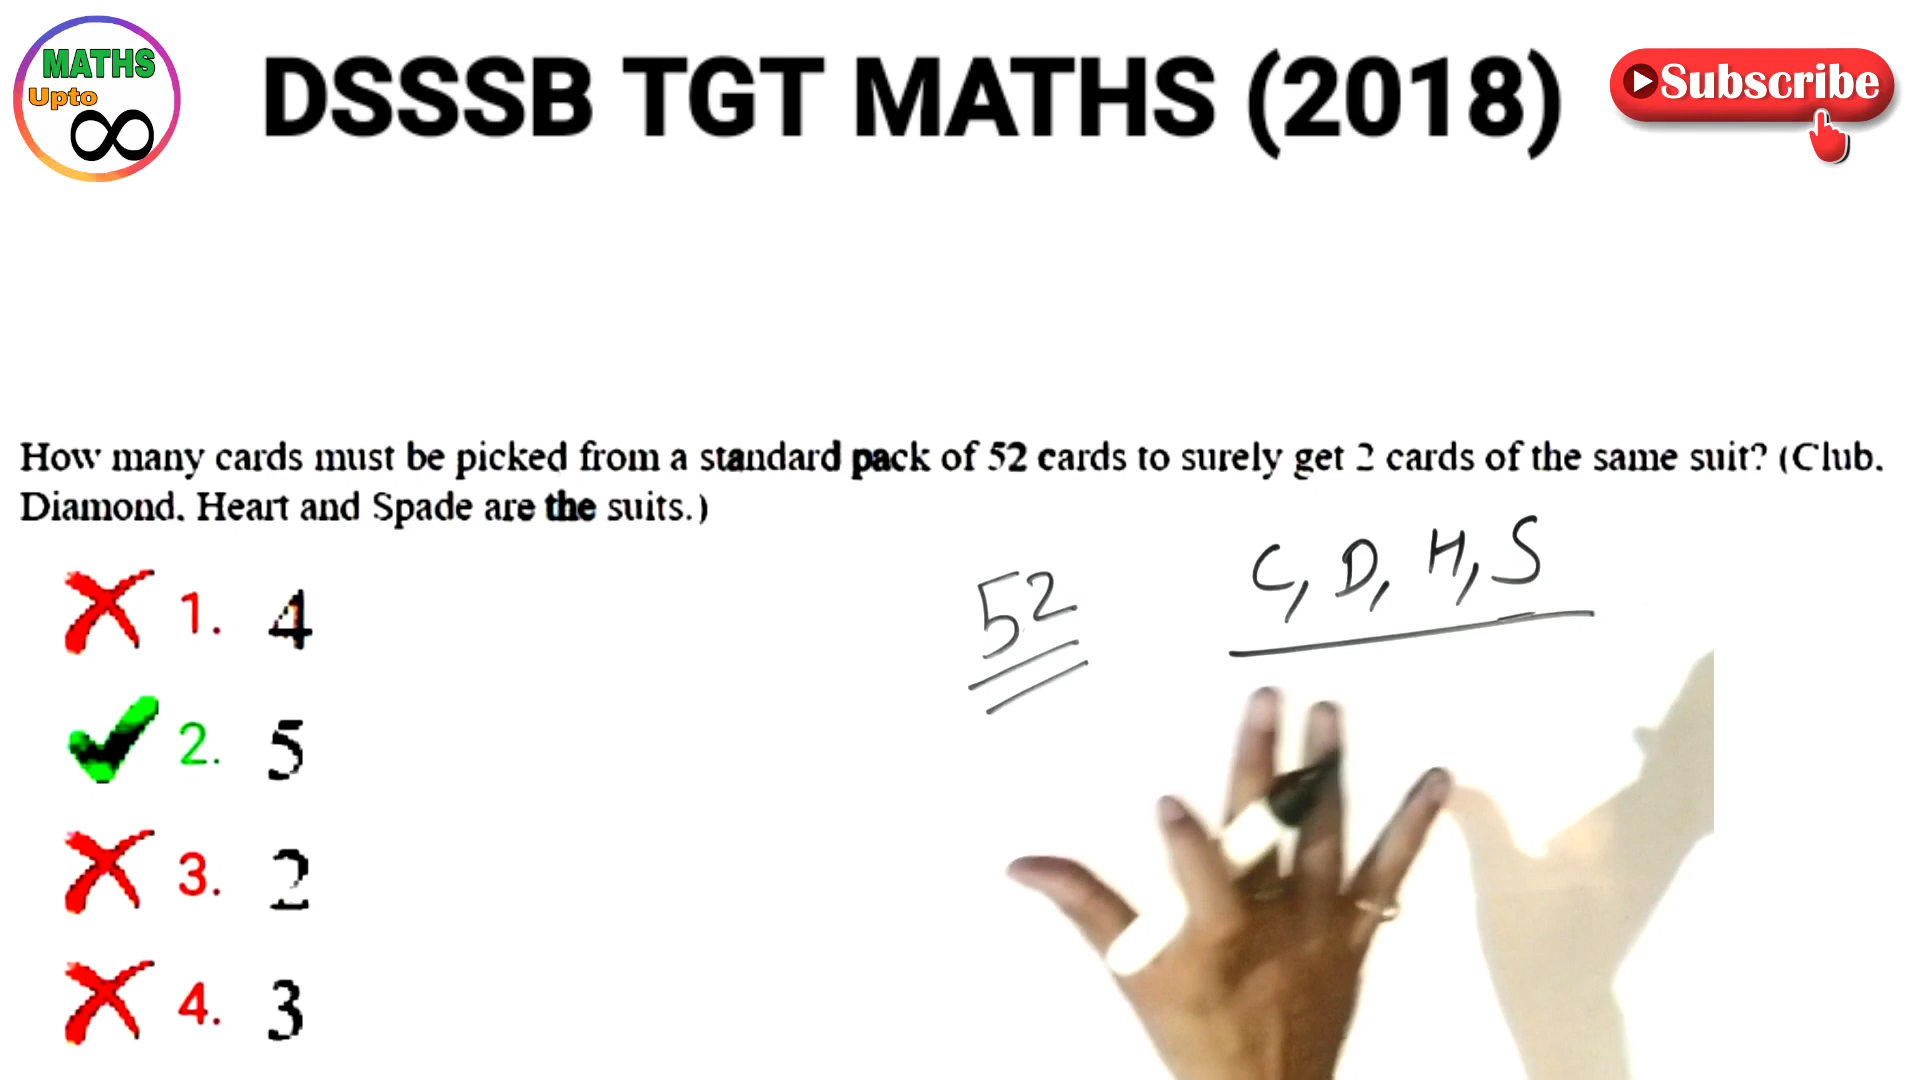 MATHS
Upto
∞
DSSSB TGT MATHS (2018)
Subscribe
How many cards must be picked from a standard pack of 52 cards to surely get 2 cards of the same suit? (Club.
Diamond. Heart and Spade are the suits.)
52
C, D, H, S
1. 4
2. 5
3. 2
4. 3